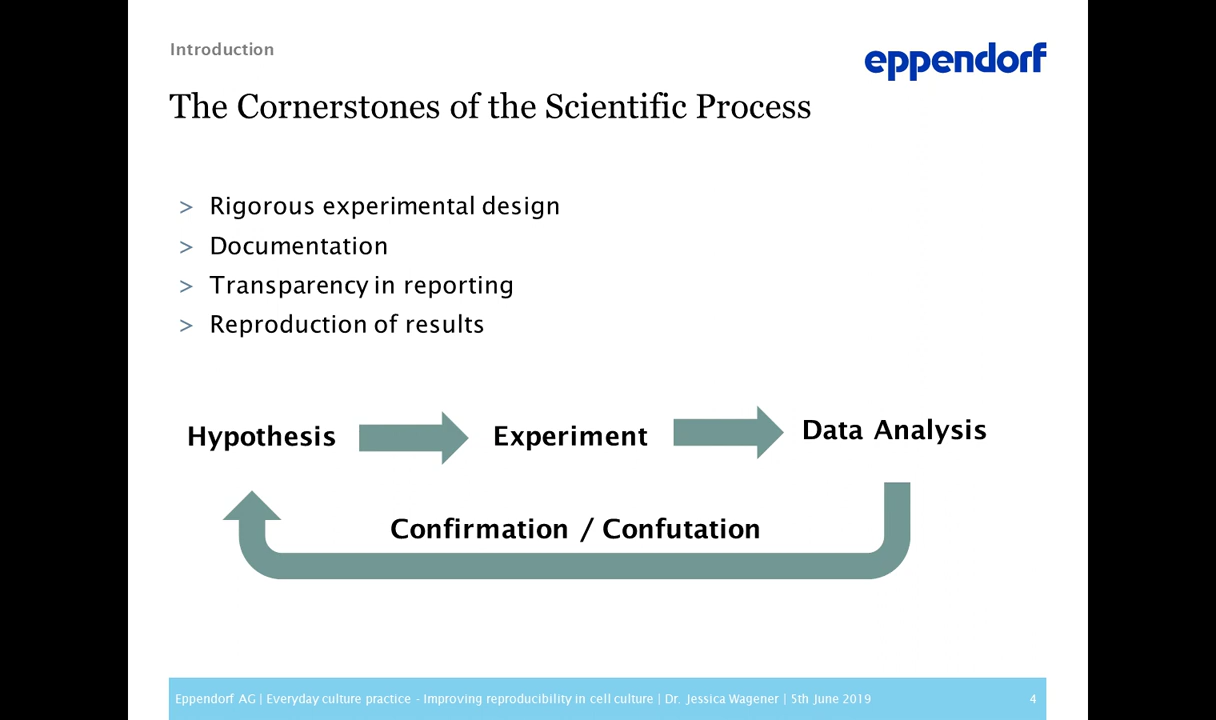 Introduction
eppendorf
The Cornerstones of the Scientific Process
> Rigorous experimental design
> Documentation
> Transparency in reporting
> Reproduction of results
Hypothesis
Experiment
Data Analysis
Confirmation / Confutation
Eppendorf AG | Everyday culture practice - Improving reproducibility in cell culture | Dr. Jessica Wagener | 5th June 2019
4